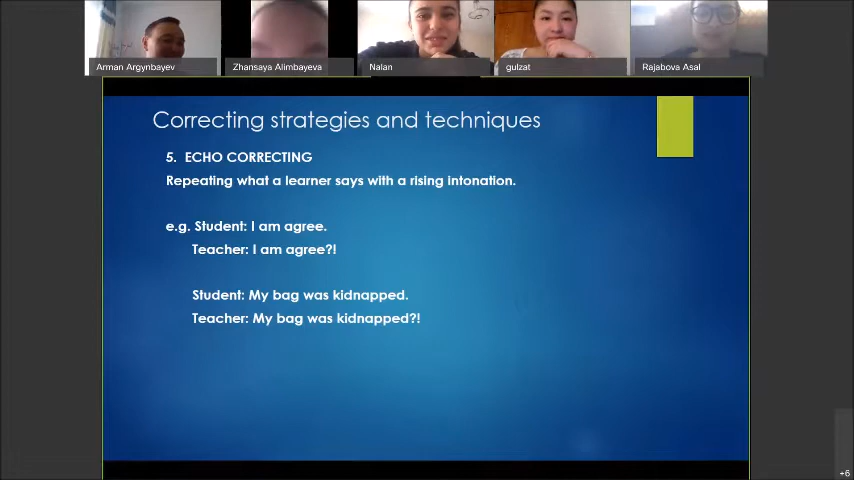 Arman Argynbayev
Zhansaya Alimbayeva
Nalan
gulzat
Rajabova Asal
Correcting strategies and techniques
5. ECHO CORRECTING
Repeating what a learner says with a rising intonation.
e.g. Student: I am agree.
Teacher: I am agree?!
Student: My bag was kidnapped.
Teacher: My bag was kidnapped?!
+6